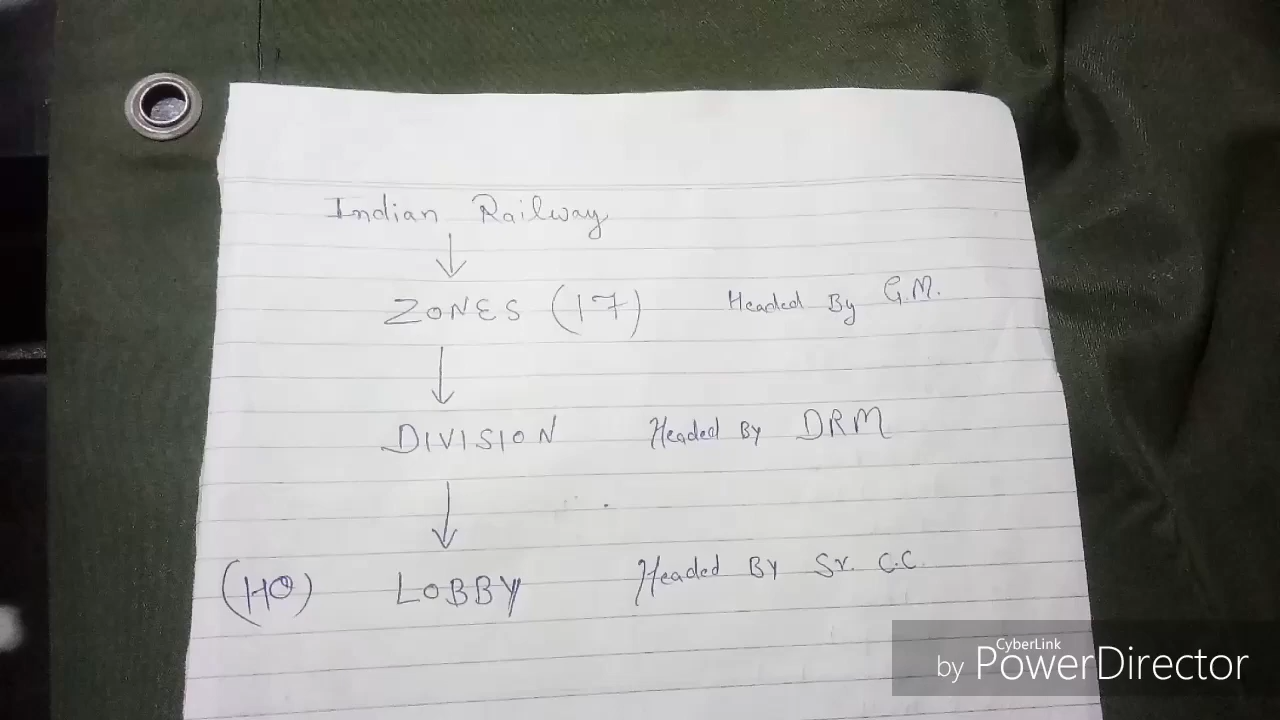 Indian Railway
↓
ZONES (17) Headed By G.M.
↓
DIVISION Headed By DRM
↓
(HQ) LOBBY Headed By Sr. C.C.
CyberLink
by PowerDirector